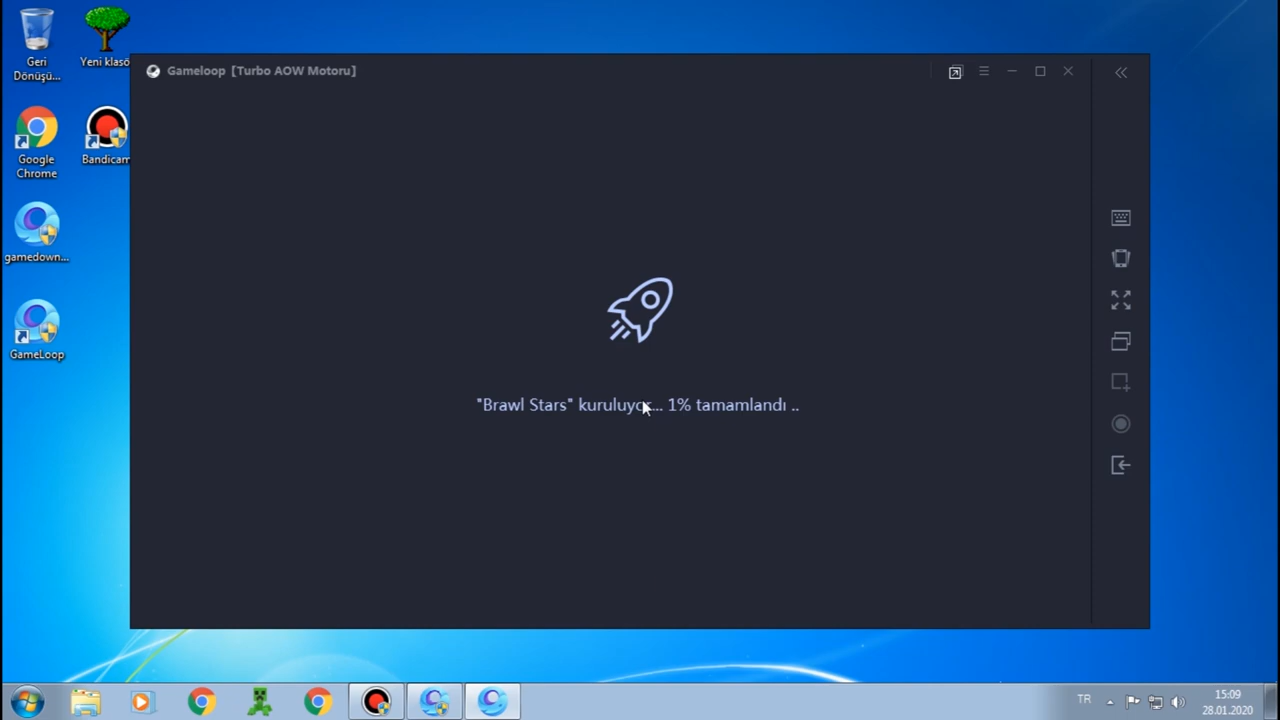 Geri
Dönüşü...
Yeni klasö
Google
Chrome
Bandicam
gamedown...
GameLoop
Gameloop [Turbo AOW Motoru]
"Brawl Stars" kuruluyor... 1% tamamlandı ..
TR
15:09
28.01.2020